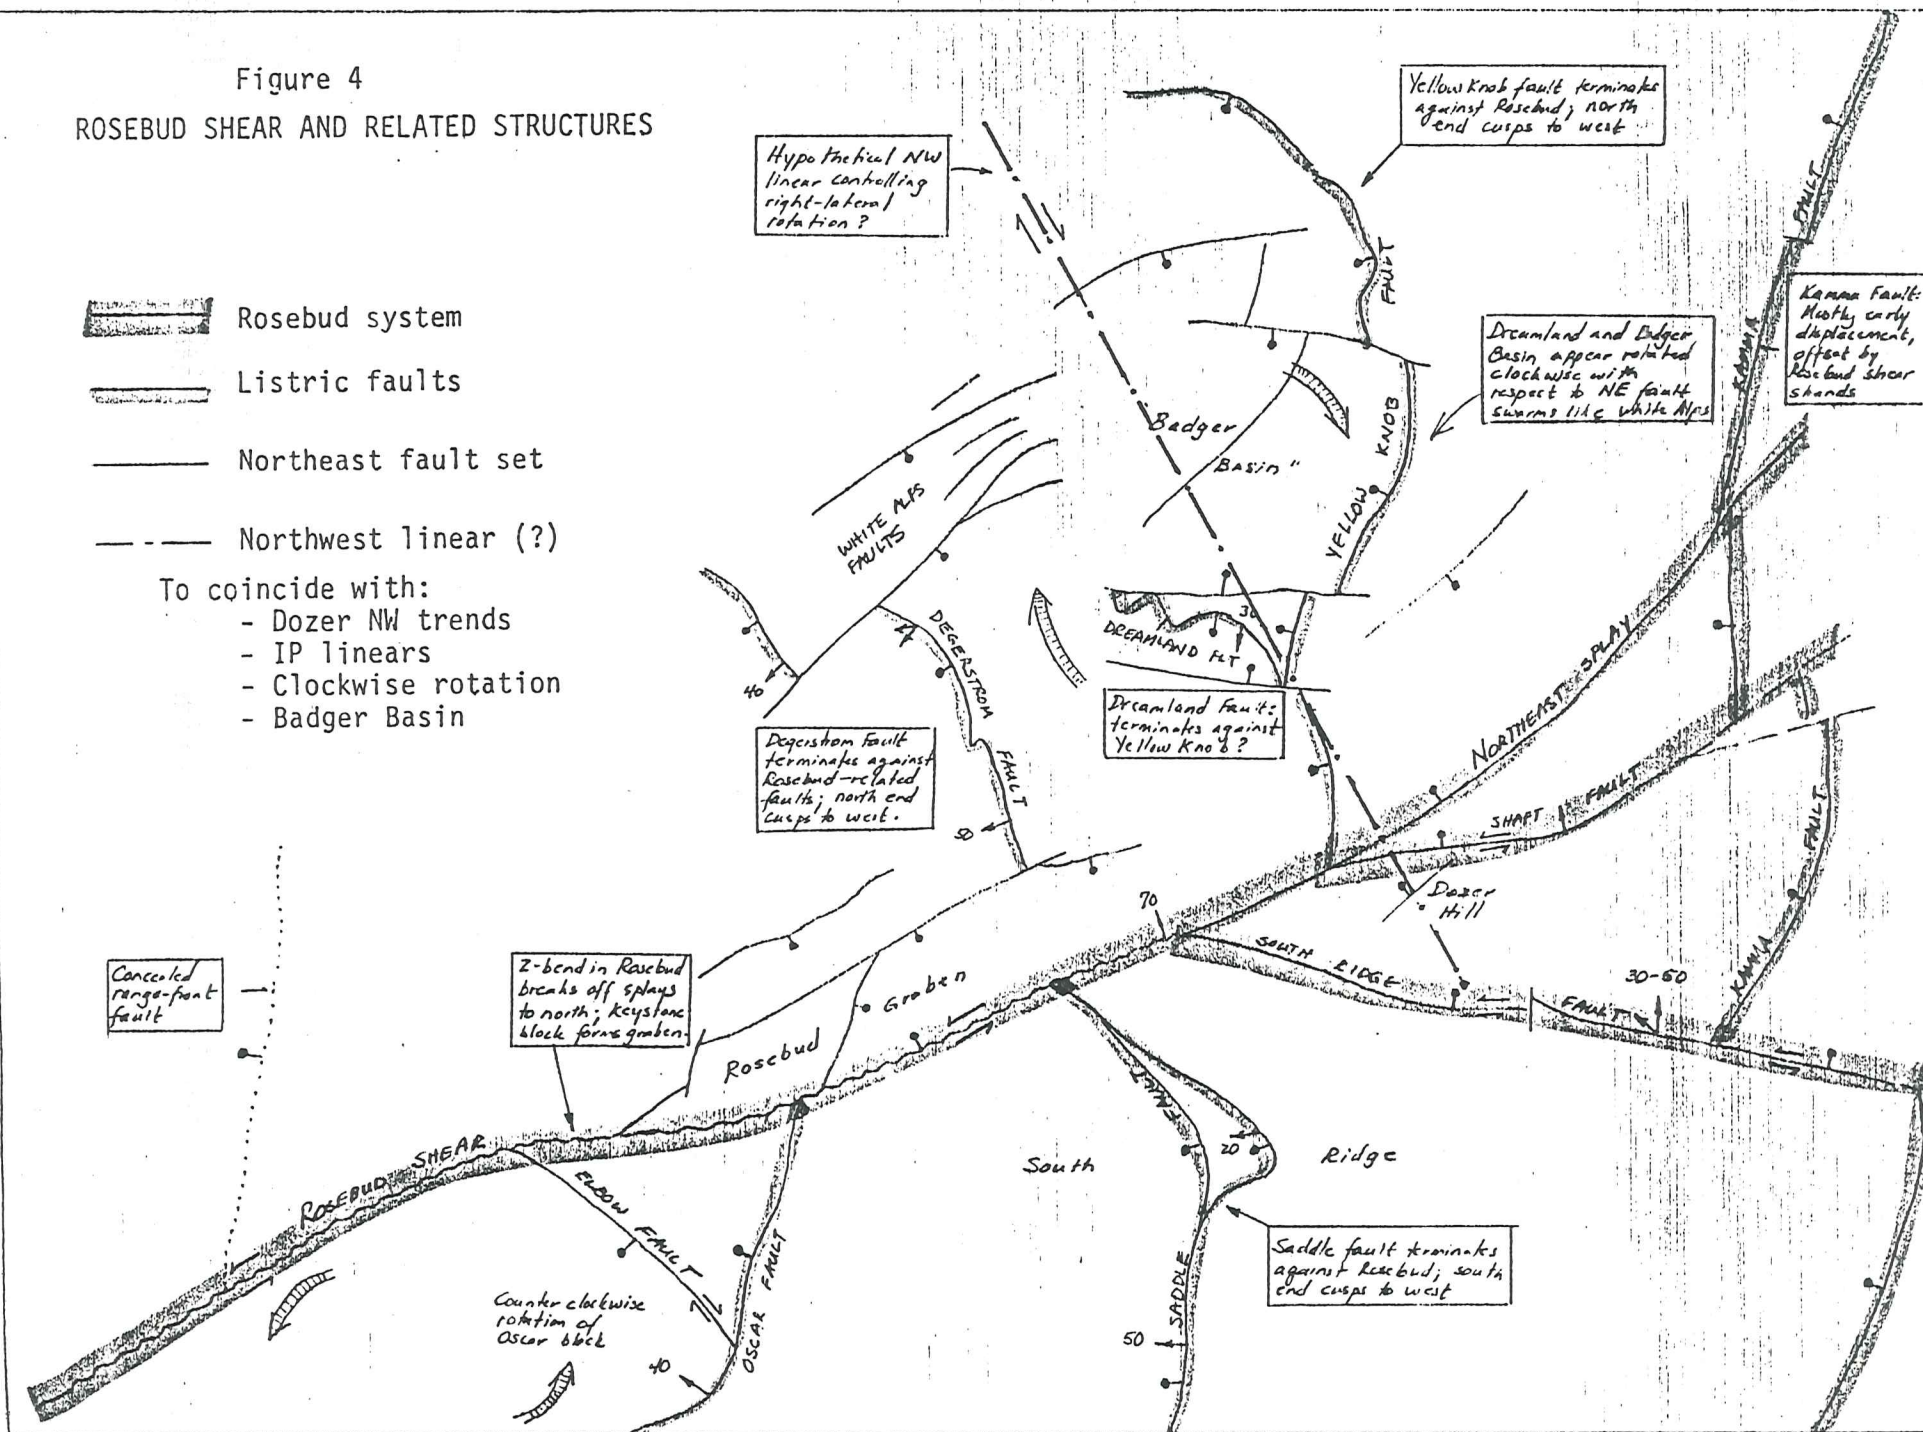 Figure 4
ROSEBUD SHEAR AND RELATED STRUCTURES
Rosebud system
Listric faults
Northeast fault set
Northwest linear (?)
To coincide with:
- Dozer NW trends
- IP linears
- Clockwise rotation
- Badger Basin
Hypothetical NW
linear controlling
right-lateral
rotation?
Yellow Knob fault terminates
against Rosebud; north
end cusps to west
Kamma Fault:
Mostly early
displacement,
offset by
Rosebud shear
shands
Dreamland and Badger
Basin appear rotated
clockwise with
respect to NE fault
swarms like White Alps
FAULT
KAMMA
FAULT
YELLOW KNOB
Badger
Basin"
WHITE ALPS
FAULTS
DEGERSTROM
FAULT
40
50
30
DREAMLAND FLT
Dreamland Fault:
terminates against
Yellow Knob?
Degerstrom Fault
terminates against
Rosebud-related
faults; north end
cusps to west.
NORTHEAST SPLAY
SHAFT FAULT
Dozer
Hill
70
SOUTH RIDGE
FAULT
30-60
KAMMA FAULT
Concealed
range-front
fault
Z-bend in Rosebud
breaks off splays
to north; keystone
block forms graben.
Rosebud
Graben
ROSEBUD SHEAR
ELBOW FAULT
OSCAR FAULT
40
Counter clockwise
rotation of
Oscar block
FAULT
20
South
Ridge
SADDLE
50
Saddle fault terminates
against Rosebud; south
end cusps to west